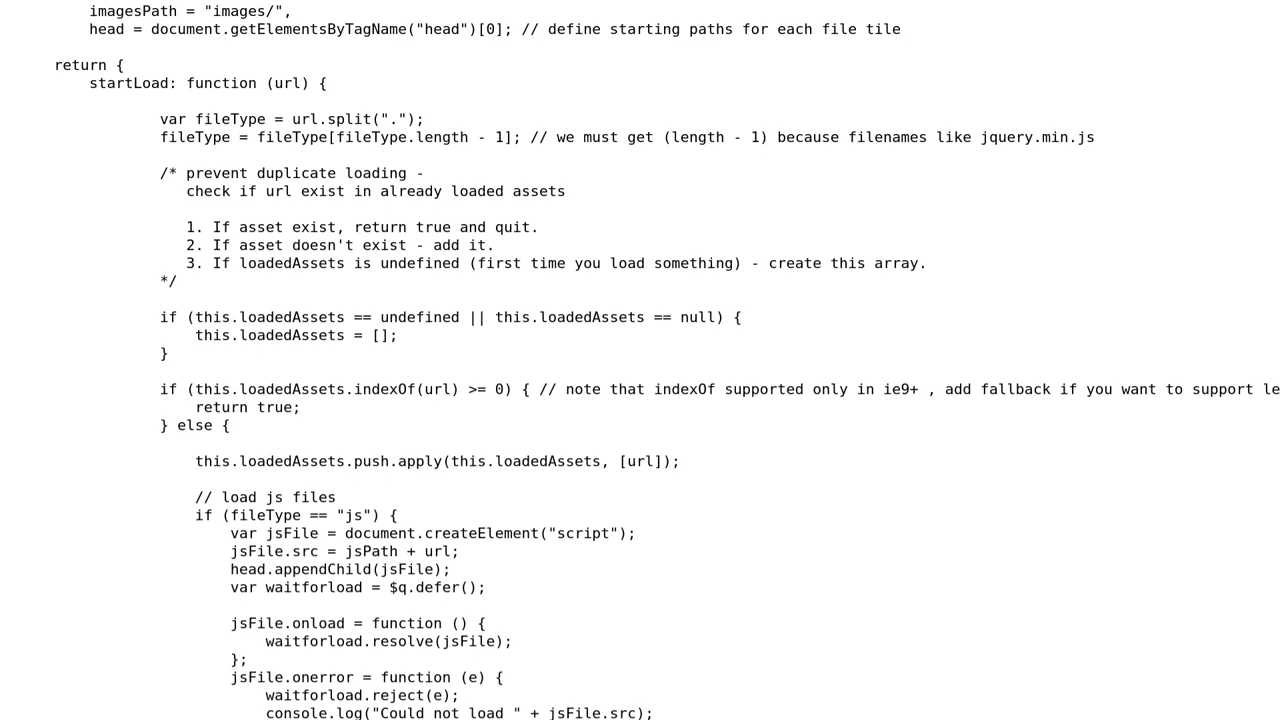 imagesPath = "images/",
head = document.getElementsByTagName("head")[0]; // define starting paths for each file tile
return {
startLoad: function (url) {
var fileType = url.split(".");
fileType = fileType[fileType.length - 1]; // we must get (length - 1) because filenames like jquery.min.js
/* prevent duplicate loading -
check if url exist in already loaded assets
1. If asset exist, return true and quit.
2. If asset doesn't exist - add it.
3. If loadedAssets is undefined (first time you load something) - create this array.
*/
if (this.loadedAssets == undefined || this.loadedAssets == null) {
this.loadedAssets = [];
}
if (this.loadedAssets.indexOf(url) >= 0) { // note that indexOf supported only in ie9+ , add fallback if you want to support le
return true;
} else {
this.loadedAssets.push.apply(this.loadedAssets, [url]);
// load js files
if (fileType == "js") {
var jsFile = document.createElement("script");
jsFile.src = jsPath + url;
head.appendChild(jsFile);
var waitforload = $q.defer();
jsFile.onload = function () {
waitforload.resolve(jsFile);
};
jsFile.onerror = function (e) {
waitforload.reject(e);
console.log("Could not load " + jsFile.src);